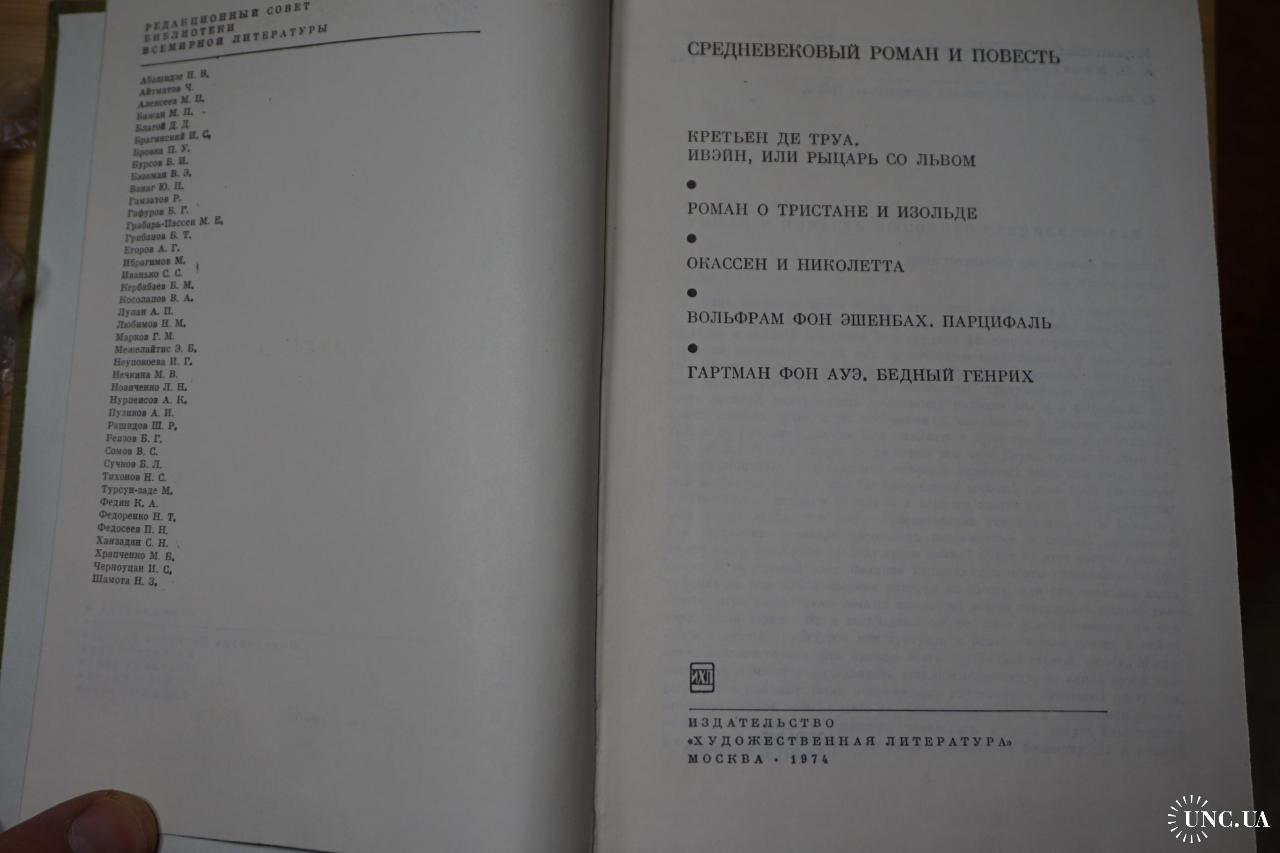 РЕДАКЦИОННЫЙ СОВЕТ
БИБЛИОТЕКИ
ВСЕМИРНОЙ ЛИТЕРАТУРЫ
Абашидзе И. В.
Айтматов Ч.
Алексеев М. П.
Бажан М. П.
Благой Д. Д.
Брагинский И. С.
Бровка П. У.
Бурсов Б. И.
Ваземан В. Э.
Ванаг Ю. П.
Гамзатов Р.
Гафуров Б. Г.
Грабарь-Пассек М. Е.
Грибанов Б. Т.
Егоров А. Г.
Ибрагимов М.
Иванько С. С.
Кербабаев Б. М.
Косолапов В. А.
Лупан А. П.
Любимов Н. М.
Марков Г. М.
Межелайтис Э. Б.
Неупокоева И. Г.
Нечкина М. В.
Новиченко Л. Н.
Нурпеисов А. К.
Пузиков А. И.
Рашидов Ш. Р.
Реизов Б. Г.
Сомов В. С.
Сучков Б. Л.
Тихонов Н. С.
Турсун-заде М.
Федин К. А.
Федоренко Н. Т.
Федосеев П. Н.
Ханзадян С. Н.
Храпченко М. Б.
Черноуцан И. С.
Шамота Н. З.
СРЕДНЕВЕКОВЫЙ РОМАН И ПОВЕСТЬ
КРЕТЬЕН ДЕ ТРУА.
ИВЭЙН, ИЛИ РЫЦАРЬ СО ЛЬВОМ
РОМАН О ТРИСТАНЕ И ИЗОЛЬДЕ
ОКАССЕН И НИКОЛЕТТА
ВОЛЬФРАМ ФОН ЭШЕНБАХ. ПАРЦИФАЛЬ
ГАРТМАН ФОН АУЭ. БЕДНЫЙ ГЕНРИХ
ИХЛ
ИЗДАТЕЛЬСТВО
«ХУДОЖЕСТВЕННАЯ ЛИТЕРАТУРА»
МОСКВА • 1974
UNC.UA